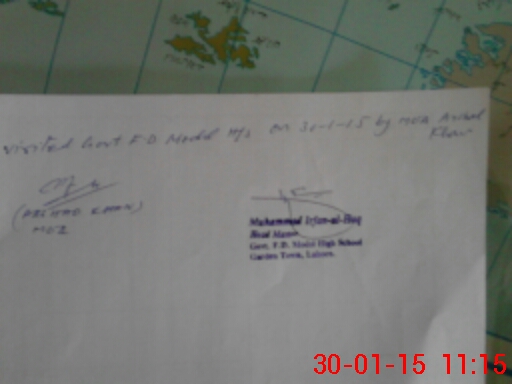 visited Govt F.D. Model H/S on 30-1-15 by MEA Arshad
Khan
(ARSHAD KHAN)
MEA
Muhammad Irfan-ul-Haq
Head Master
Govt. F.D. Model High School
Garden Town, Lahore.
30-01-15 11:15